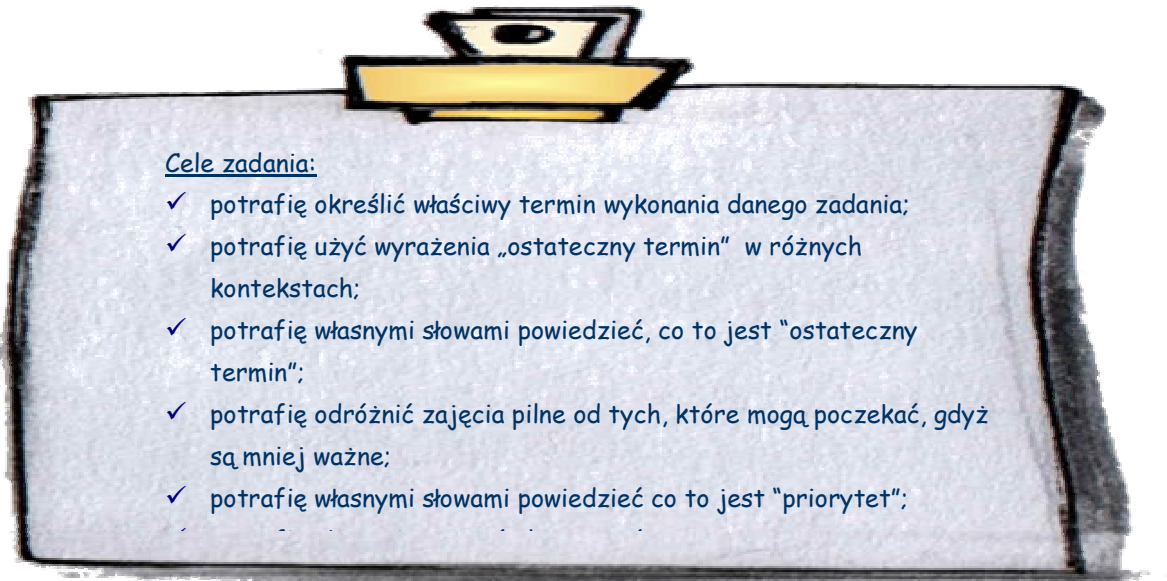 Cele zadania:
✓ potrafię określić właściwy termin wykonania danego zadania;
✓ potrafię użyć wyrażenia „ostateczny termin” w różnych
kontekstach;
✓ potrafię własnymi słowami powiedzieć, co to jest “ostateczny
termin”;
✓ potrafię odróżnić zajęcia pilne od tych, które mogą poczekać, gdyż
są mniej ważne;
✓ potrafię własnymi słowami powiedzieć co to jest “priorytet”;